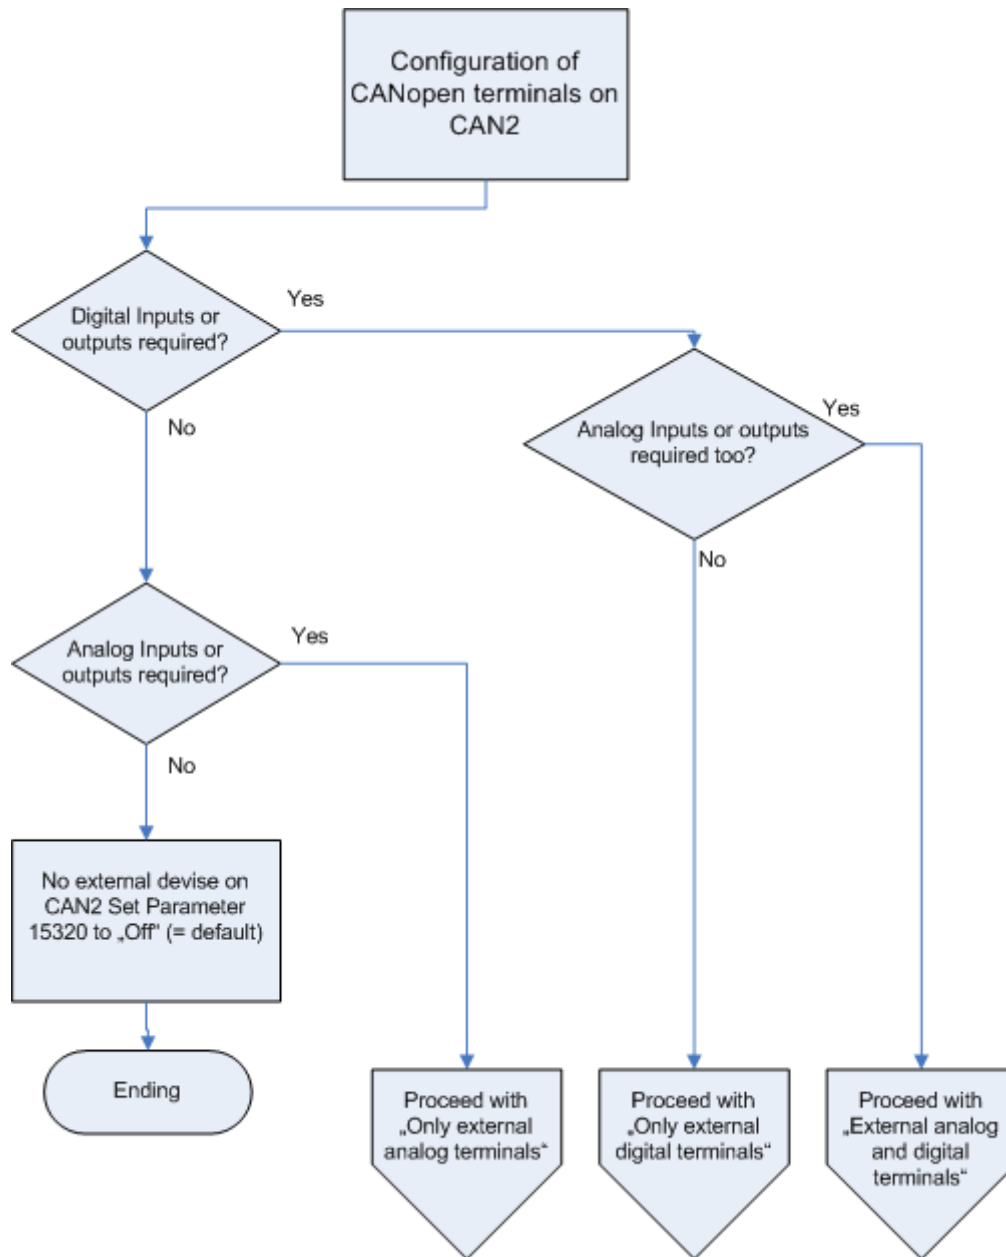 Configuration of
CANopen terminals on
CAN2
Digital Inputs or
outputs required?
Yes
No
Analog Inputs or outputs
required too?
Yes
No
Analog Inputs or
outputs required?
Yes
No
No external devise on
CAN2 Set Parameter
15320 to „Off“ (= default)
Ending
Proceed with
„Only external
analog terminals“
Proceed with
„Only external
digital terminals“
Proceed with
„External analog
and digital
terminals“